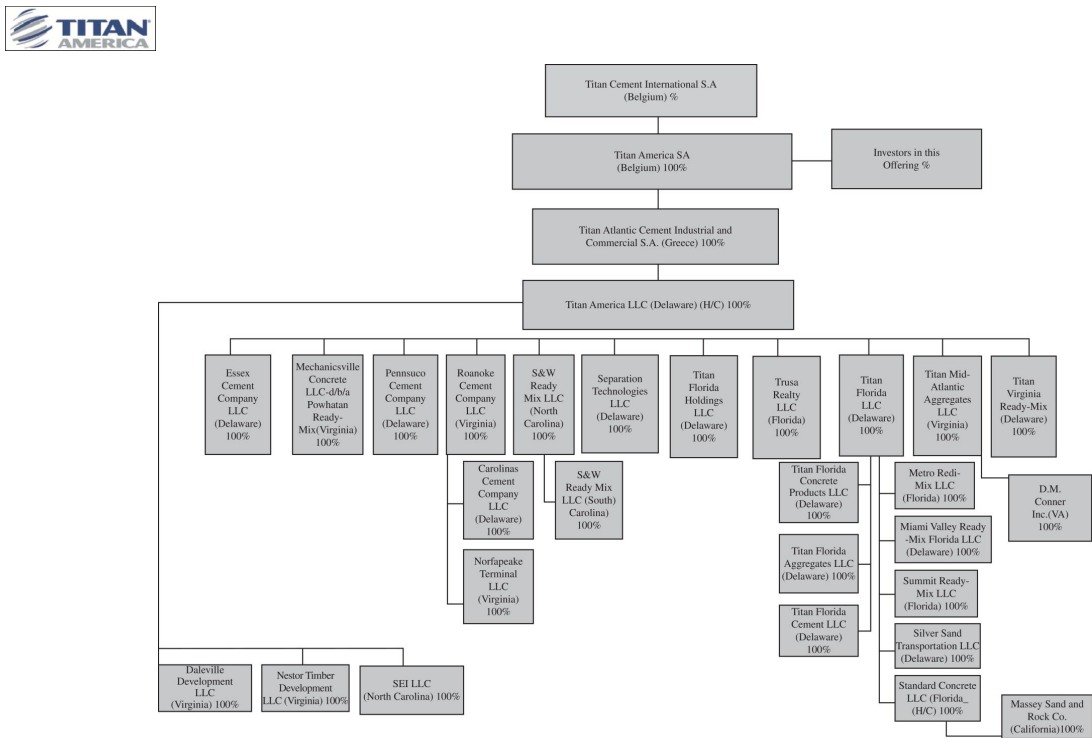 TITAN
AMERICA
Titan Cement International S.A
(Belgium) %
Titan America SA
(Belgium) 100%
Investors in this
Offering %
Titan Atlantic Cement Industrial and
Commercial S.A. (Greece) 100%
Titan America LLC (Delaware) (H/C) 100%
Essex
Cement
Company
LLC
(Delaware)
100%
Mechanicsville
Concrete
LLC-d/b/a
Powhatan
Ready-
Mix(Virginia)
100%
Pennsuco
Cement
Company
LLC
(Delaware)
100%
Roanoke
Cement
Company
LLC
(Virginia)
100%
S&W
Ready
Mix LLC
(North
Carolina)
100%
Separation
Technologies
LLC
(Delaware)
100%
Titan
Florida
Holdings
LLC
(Delaware)
100%
Trusa
Realty
LLC
(Florida)
100%
Titan
Florida
LLC
(Delaware)
100%
Titan Mid-
Atlantic
Aggregates
LLC
(Virginia)
100%
Titan
Virginia
Ready-Mix
(Delaware)
100%
Carolinas
Cement
Company
LLC
(Delaware)
100%
S&W
Ready Mix
LLC (South)
Carolina)
100%
Titan Florida
Concrete
Products LLC
(Delaware)
100%
Metro Redi-
Mix LLC
(Florida) 100%
D.M.
Conner
Inc.(VA)
100%
Miami Valley Ready
-Mix Florida LLC
(Delaware) 100%
Titan Florida
Aggregates LLC
(Delaware) 100%
Norfapeake
Terminal
LLC
(Virginia)
100%
Summit Ready-
Mix LLC
(Florida) 100%
Titan Florida
Cement LLC
(Delaware)
100%
Silver Sand
Transportation LLC
(Delaware) 100%
Daleville
Development
LLC
(Virginia) 100%
Nestor Timber
Development
LLC (Virginia) 100%
SEI LLC
(North Carolina) 100%
Standard Concrete
LLC (Florida_
(H/C) 100%
Massey Sand and
Rock Co.
(California)100%